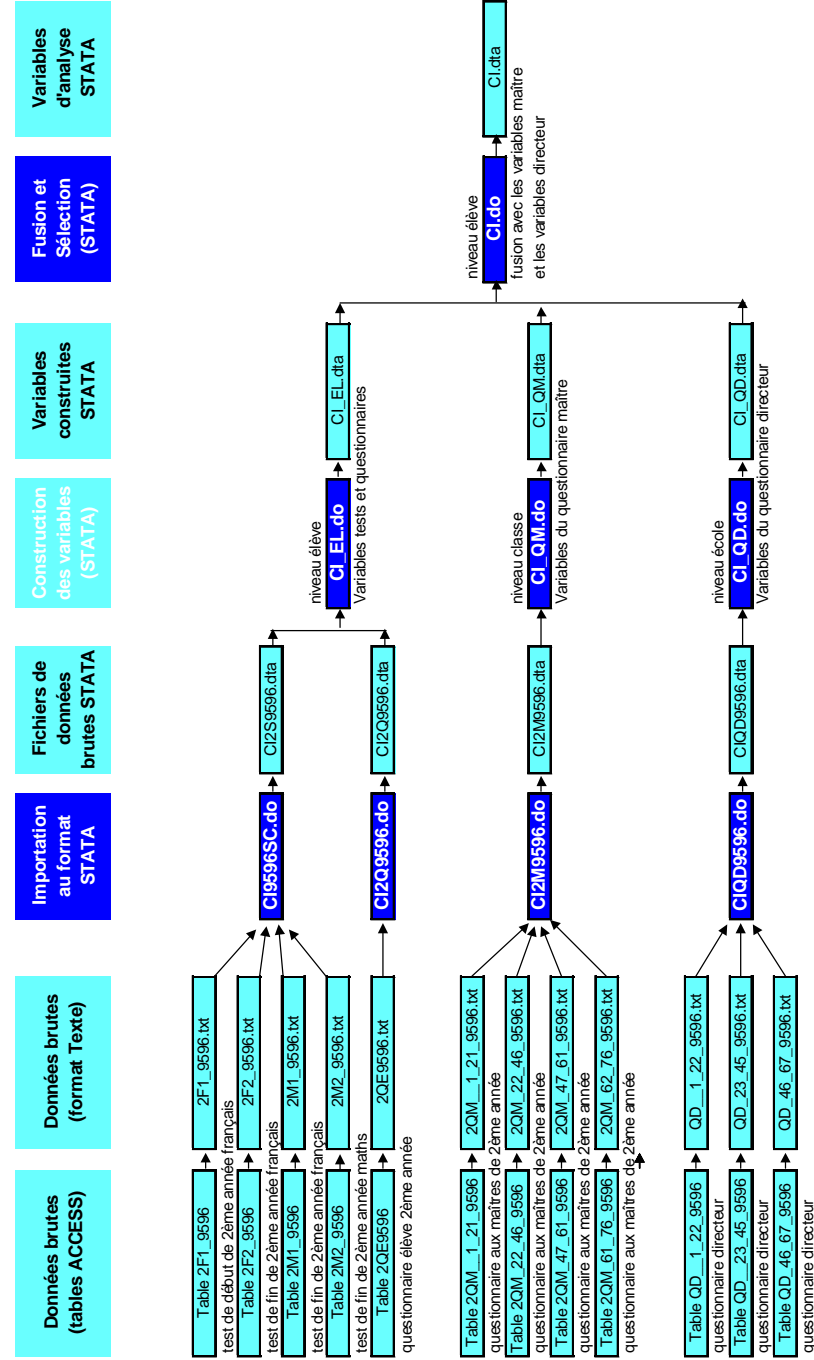 Données brutes
(tables ACCESS)
Données brutes
(format Texte)
Importation
au format
STATA
Fichiers de
données
brutes STATA
Construction
des variables
(STATA)
Variables
construites
STATA
Fusion et
Sélection
(STATA)
Variables
d'analyse
STATA
Table 2F1_9596
2F1_9596.txt
test de début de 2ème année français
Table 2F2_9596
2F2_9596.txt
test de fin de 2ème année français
Table 2M1_9596
2M1_9596.txt
test de fin de 2ème année français
Table 2M2_9596
2M2_9596.txt
test de fin de 2ème année maths
Table 2QE9596
2QE9596.txt
questionnaire élève 2ème année
CI9596SC.do
CI2S9596.dta
CI2Q9596.do
CI2Q9596.dta
niveau élève
CI_EL.do
CI_EL.dta
Variables tests et questionnaires
Table 2QM__1_21_9596
2QM__1_21_9596.txt
questionnaire aux maîtres de 2ème année
Table 2QM_22_46_9596
2QM_22_46_9596.txt
questionnaire aux maîtres de 2ème année
Table 2QM_47_61_9596
2QM_47_61_9596.txt
questionnaire aux maîtres de 2ème année
Table 2QM_61_76_9596
2QM_62_76_9596.txt
questionnaire aux maîtres de 2ème année
CI2M9596.do
CI2M9596.dta
niveau classe
CI_QM.do
CI_QM.dta
Variables du questionnaire maître
niveau élève
CI.do
CI.dta
fusion avec les variables maître
et les variables directeur
Table QD__1_22_9596
QD__1_22_9596.txt
questionnaire directeur
Table QD__23_45_9596
QD_23_45_9596.txt
questionnaire directeur
Table QD_46_67_9596
QD_46_67_9596.txt
questionnaire directeur
CIQD9596.do
CIQD9596.dta
niveau école
CI_QD.do
CI_QD.dta
Variables du questionnaire directeur